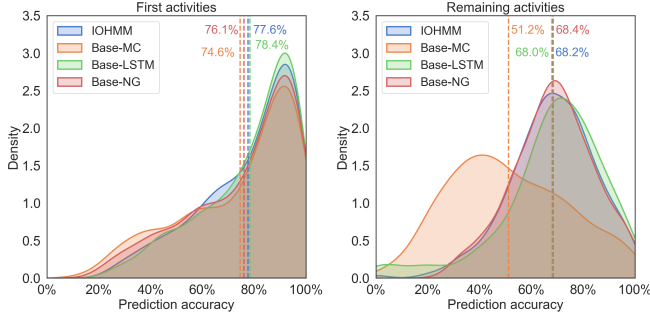 First activities
3.5
3.0
2.5
2.0
1.5
1.0
0.5
0.0
Density
IOHMM
Base-MC
Base-LSTM
Base-NG
76.1%
77.6%
78.4%
74.6%
0%
20%
40%
60%
80%
100%
Prediction accuracy
Remaining activities
3.5
3.0
2.5
2.0
1.5
1.0
0.5
0.0
Density
IOHMM
Base-MC
Base-LSTM
Base-NG
51.2%
68.4%
68.0%
68.2%
0%
20%
40%
60%
80%
100%
Prediction accuracy